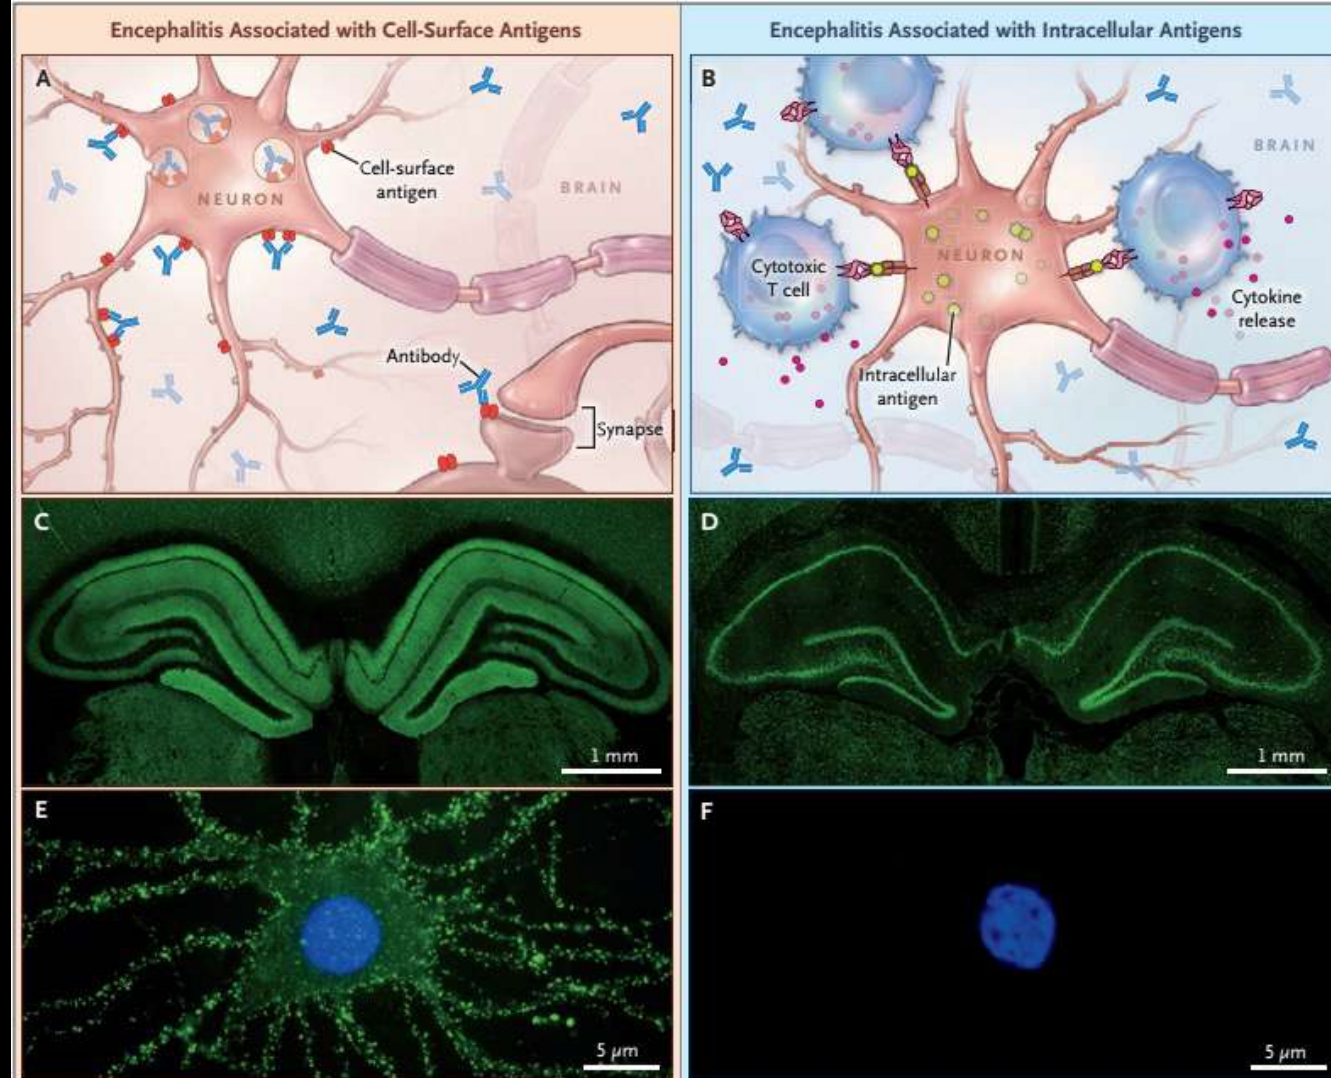 Encephalitis Associated with Cell-Surface Antigens
Encephalitis Associated with Intracellular Antigens
A
NEURON
Cell-surface
antigen
BRAIN
Antibody
Synapse
B
BRAIN
NEURON
Cytotoxic
T cell
Cytokine
release
Intracellular
antigen
C
1 mm
D
1 mm
E
5 μm
F
5 μm